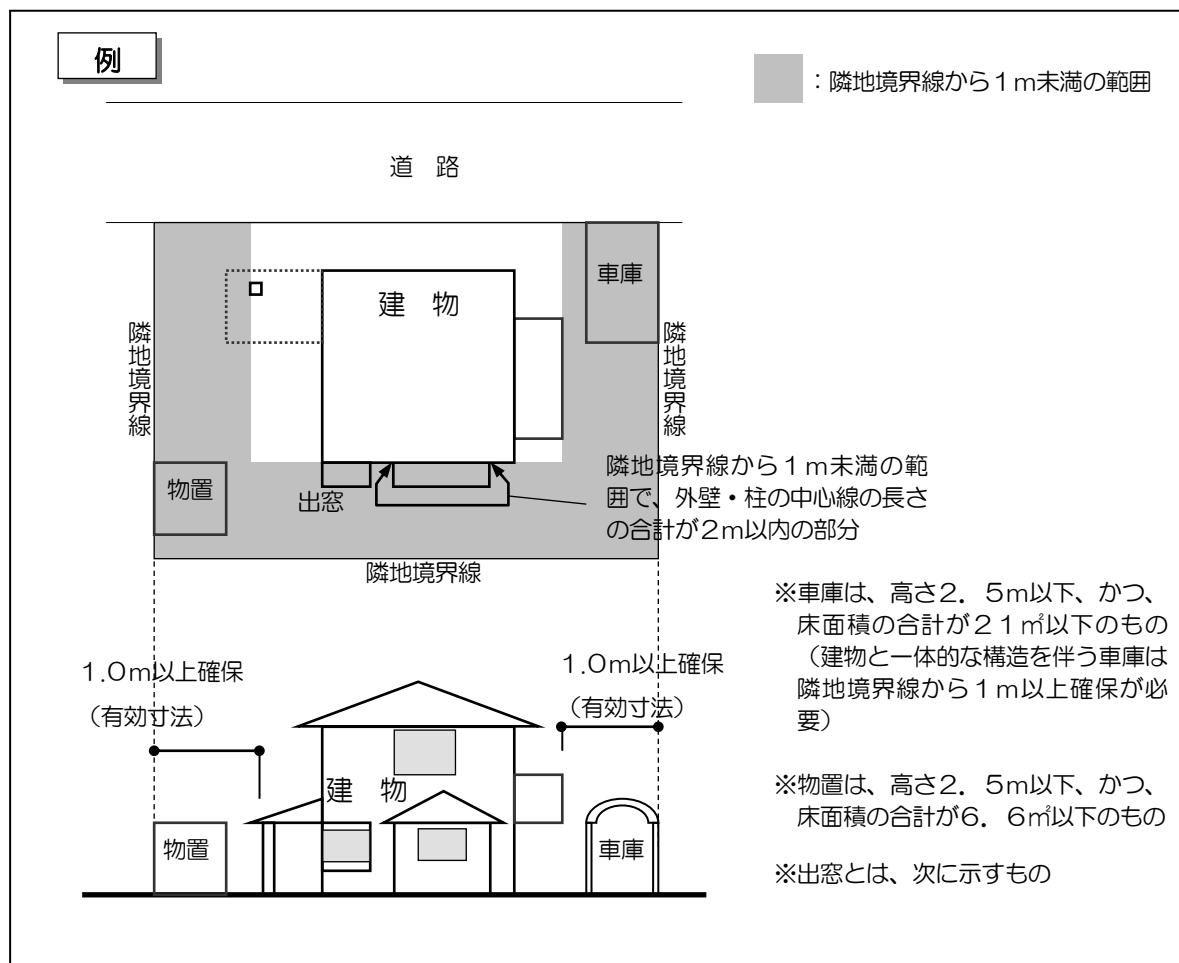 例
：隣地境界線から１ｍ未満の範囲
道　路
車庫
建　物
隣地境界線
隣地境界線
物置
出窓
隣地境界線から１ｍ未満の範
囲で、外壁・柱の中心線の長さ
の合計が２ｍ以内の部分
隣地境界線
※車庫は、高さ２．５ｍ以下、かつ、
床面積の合計が２１㎡以下のもの
（建物と一体的な構造を伴う車庫は
隣地境界線から１ｍ以上確保が必
要）
１.０ｍ以上確保
（有効寸法）
１.０ｍ以上確保
（有効寸法）
建　物
物置
車庫
※物置は、高さ２．５ｍ以下、かつ、
床面積の合計が６．６㎡以下のもの
※出窓とは、次に示すもの